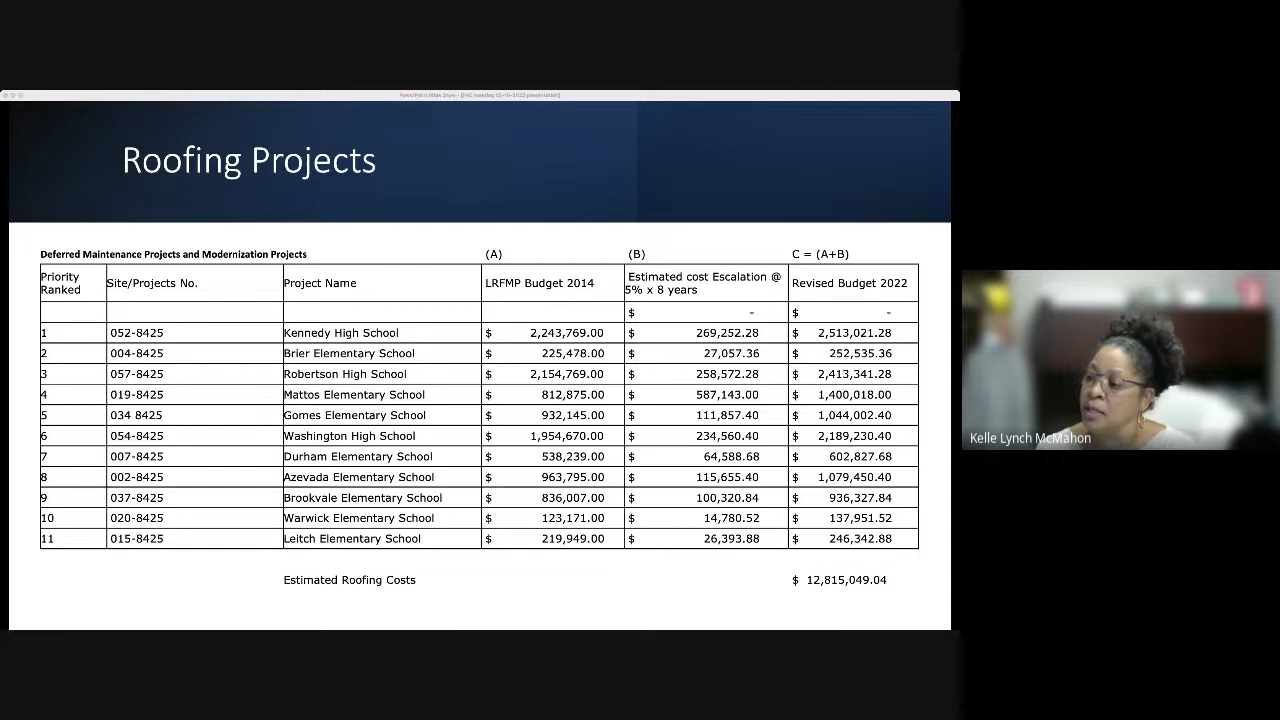 PowerPoint Slide Show - [FAC meeting 02-16-2022 presentation]
Roofing Projects
Deferred Maintenance Projects and Modernization Projects (A) (B) C = (A+B)
Priority Ranked Site/Projects No. Project Name LRFMP Budget 2014 Estimated cost Escalation @ 5% x 8 years Revised Budget 2022
$ - $ -
1 052-8425 Kennedy High School $ 2,243,769.00 $ 269,252.28 $ 2,513,021.28
2 004-8425 Brier Elementary School $ 225,478.00 $ 27,057.36 $ 252,535.36
3 057-8425 Robertson High School $ 2,154,769.00 $ 258,572.28 $ 2,413,341.28
4 019-8425 Mattos Elementary School $ 812,875.00 $ 587,143.00 $ 1,400,018.00
5 034 8425 Gomes Elementary School $ 932,145.00 $ 111,857.40 $ 1,044,002.40
6 054-8425 Washington High School $ 1,954,670.00 $ 234,560.40 $ 2,189,230.40
7 007-8425 Durham Elementary School $ 538,239.00 $ 64,588.68 $ 602,827.68
8 002-8425 Azevada Elementary School $ 963,795.00 $ 115,655.40 $ 1,079,450.40
9 037-8425 Brookvale Elementary School $ 836,007.00 $ 100,320.84 $ 936,327.84
10 020-8425 Warwick Elementary School $ 123,171.00 $ 14,780.52 $ 137,951.52
11 015-8425 Leitch Elementary School $ 219,949.00 $ 26,393.88 $ 246,342.88
Estimated Roofing Costs $ 12,815,049.04
Kelle Lynch McMahon